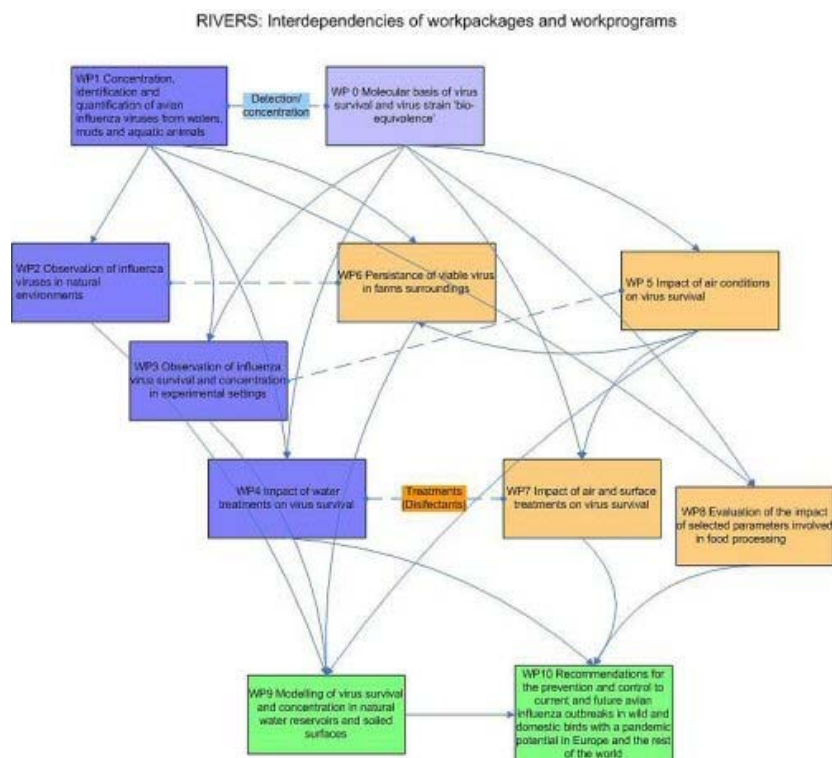 RIVERS: Interdependencies of workpackages and workprograms
WP1 Concentration,
identification and
quantification of avian
influenza viruses from waters,
muds and aquatic animals
Detection/
concentration
WP 0 Molecular basis of virus
survival and virus strain 'bio-
equivalence'
WP2 Observation of influenza
viruses in natural
environments
WP6 Persistance of viable virus
in farms surroundings
WP 5 Impact of air conditions
on virus survival
WP3 Observation of influenza
virus survival and concentration
in experimental settings
WP4 Impact of water
treatments on virus survival
Treatments
(Disifectants)
WP7 Impact of air and surface
treatments on virus survival
WP8 Evaluation of the impact
of selected parameters involved
in food processing
WP9 Modelling of virus survival
and concentration in natural
water reservoirs and soiled
surfaces
WP10 Recommendations for
the prevention and control to
current and future avian
influenza outbreaks in wild and
domestic birds with a pandemic
potential in Europe and the rest
of the world